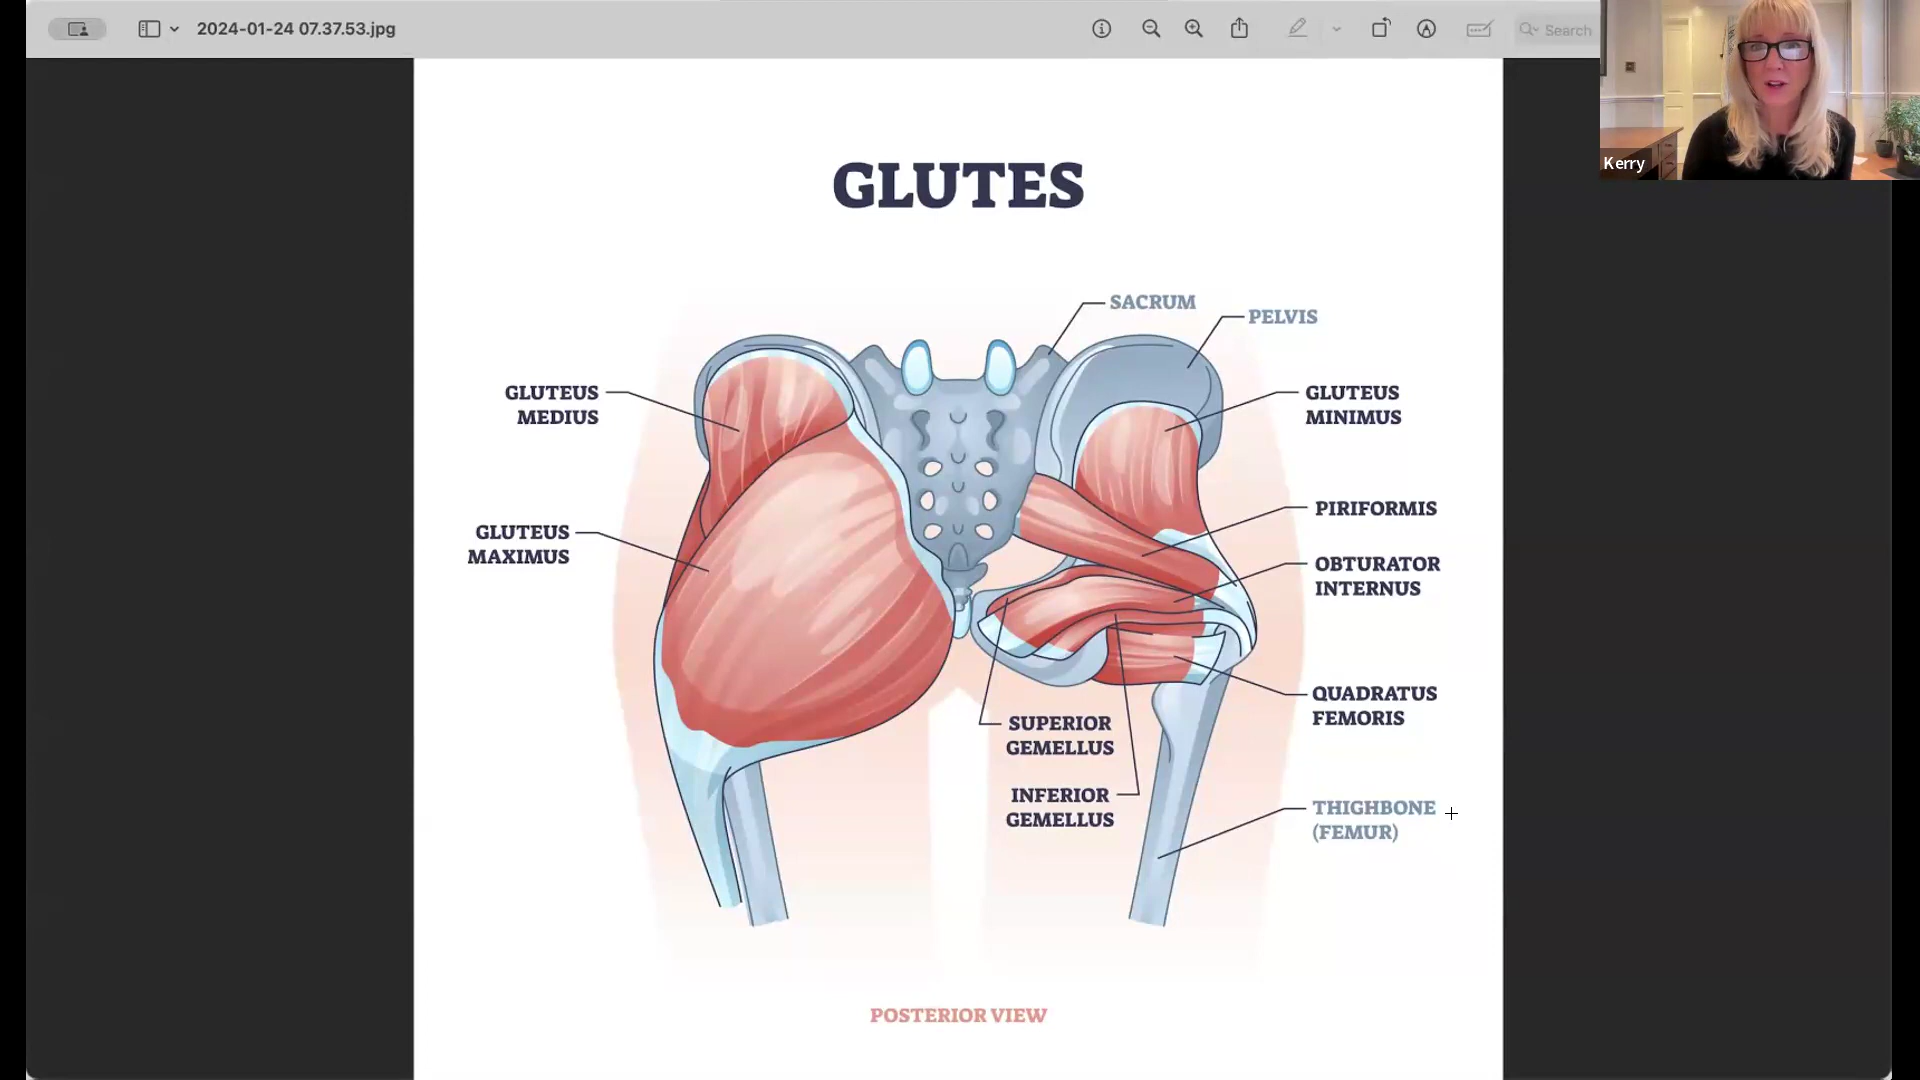 2024-01-24 07.37.53.jpg
Search
Kerry
GLUTES
SACRUM
PELVIS
GLUTEUS
MEDIUS
GLUTEUS
MINIMUS
GLUTEUS
MAXIMUS
PIRIFORMIS
OBTURATOR
INTERNUS
QUADRATUS
FEMORIS
SUPERIOR
GEMELLUS
INFERIOR
GEMELLUS
THIGHBONE
(FEMUR)
POSTERIOR VIEW